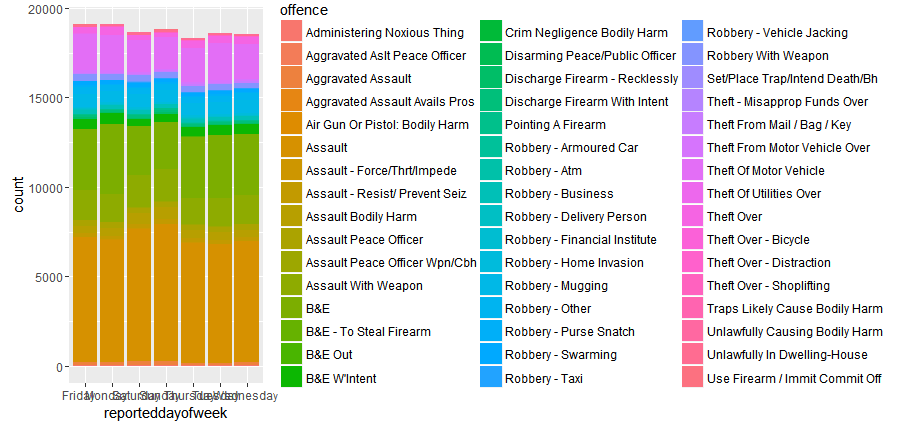 offence
20000
15000
10000
5000
0
count
Friday
Monday
Saturday
Sunday
Thursday
Tuesday
Wednesday
reporteddayofweek
Administering Noxious Thing
Aggravated Aslt Peace Officer
Aggravated Assault
Aggravated Assault Avails Pros
Air Gun Or Pistol: Bodily Harm
Assault
Assault - Force/Thrt/Impede
Assault - Resist/ Prevent Seiz
Assault Bodily Harm
Assault Peace Officer
Assault Peace Officer Wpn/Cbh
Assault With Weapon
B&E
B&E - To Steal Firearm
B&E Out
B&E W'Intent
Crim Negligence Bodily Harm
Disarming Peace/Public Officer
Discharge Firearm - Recklessly
Discharge Firearm With Intent
Pointing A Firearm
Robbery - Armoured Car
Robbery - Atm
Robbery - Business
Robbery - Delivery Person
Robbery - Financial Institute
Robbery - Home Invasion
Robbery - Mugging
Robbery - Other
Robbery - Purse Snatch
Robbery - Swarming
Robbery - Taxi
Robbery - Vehicle Jacking
Robbery With Weapon
Set/Place Trap/Intend Death/Bh
Theft - Misapprop Funds Over
Theft From Mail / Bag / Key
Theft From Motor Vehicle Over
Theft Of Motor Vehicle
Theft Of Utilities Over
Theft Over
Theft Over - Bicycle
Theft Over - Distraction
Theft Over - Shoplifting
Traps Likely Cause Bodily Harm
Unlawfully Causing Bodily Harm
Unlawfully In Dwelling-House
Use Firearm / Immit Commit Off